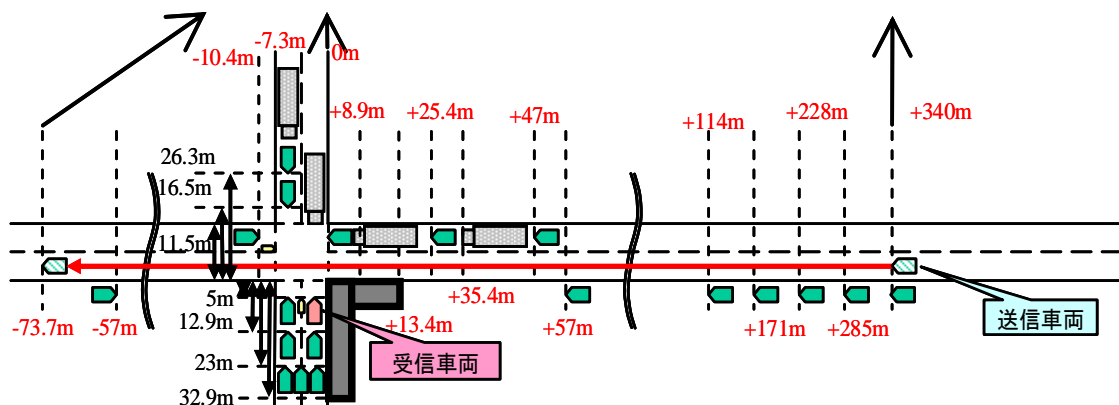 -7.3m
-10.4m
0m
+8.9m
+25.4m
+47m
+114m
+228m
+340m
26.3m
16.5m
11.5m
5m
12.9m
23m
32.9m
-73.7m
-57m
+35.4m
+13.4m
+57m
+171m
+285m
受信車両
送信車両